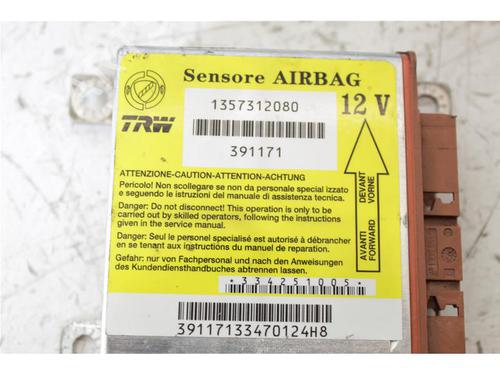 Sensore AIRBAG
TRW
1357312080
12 V
391171
ATTENZIONE-CAUTION-ATTENTION-ACHTUNG
Pericolo! Non scollegare se non da personale special izzato
e seguendo le istruzioni del manuale di assistenza tecnica.
Danger: Do not disconnect! This operation is only to be
carried out by skilled operators, following the instructions
given in the service manual.
Danger: Seul le personel specialisé est autorisé à débrancher
en se tenant aux instructions du manuel de reparation.
Gefahr: nur von Fachpersonal und nach den Anweisungen
des Kundendiensthandbuches abtrennen lassen.
AVANTI DEVANT
FORWARD VORNE
*334251005*
39117133470124H8